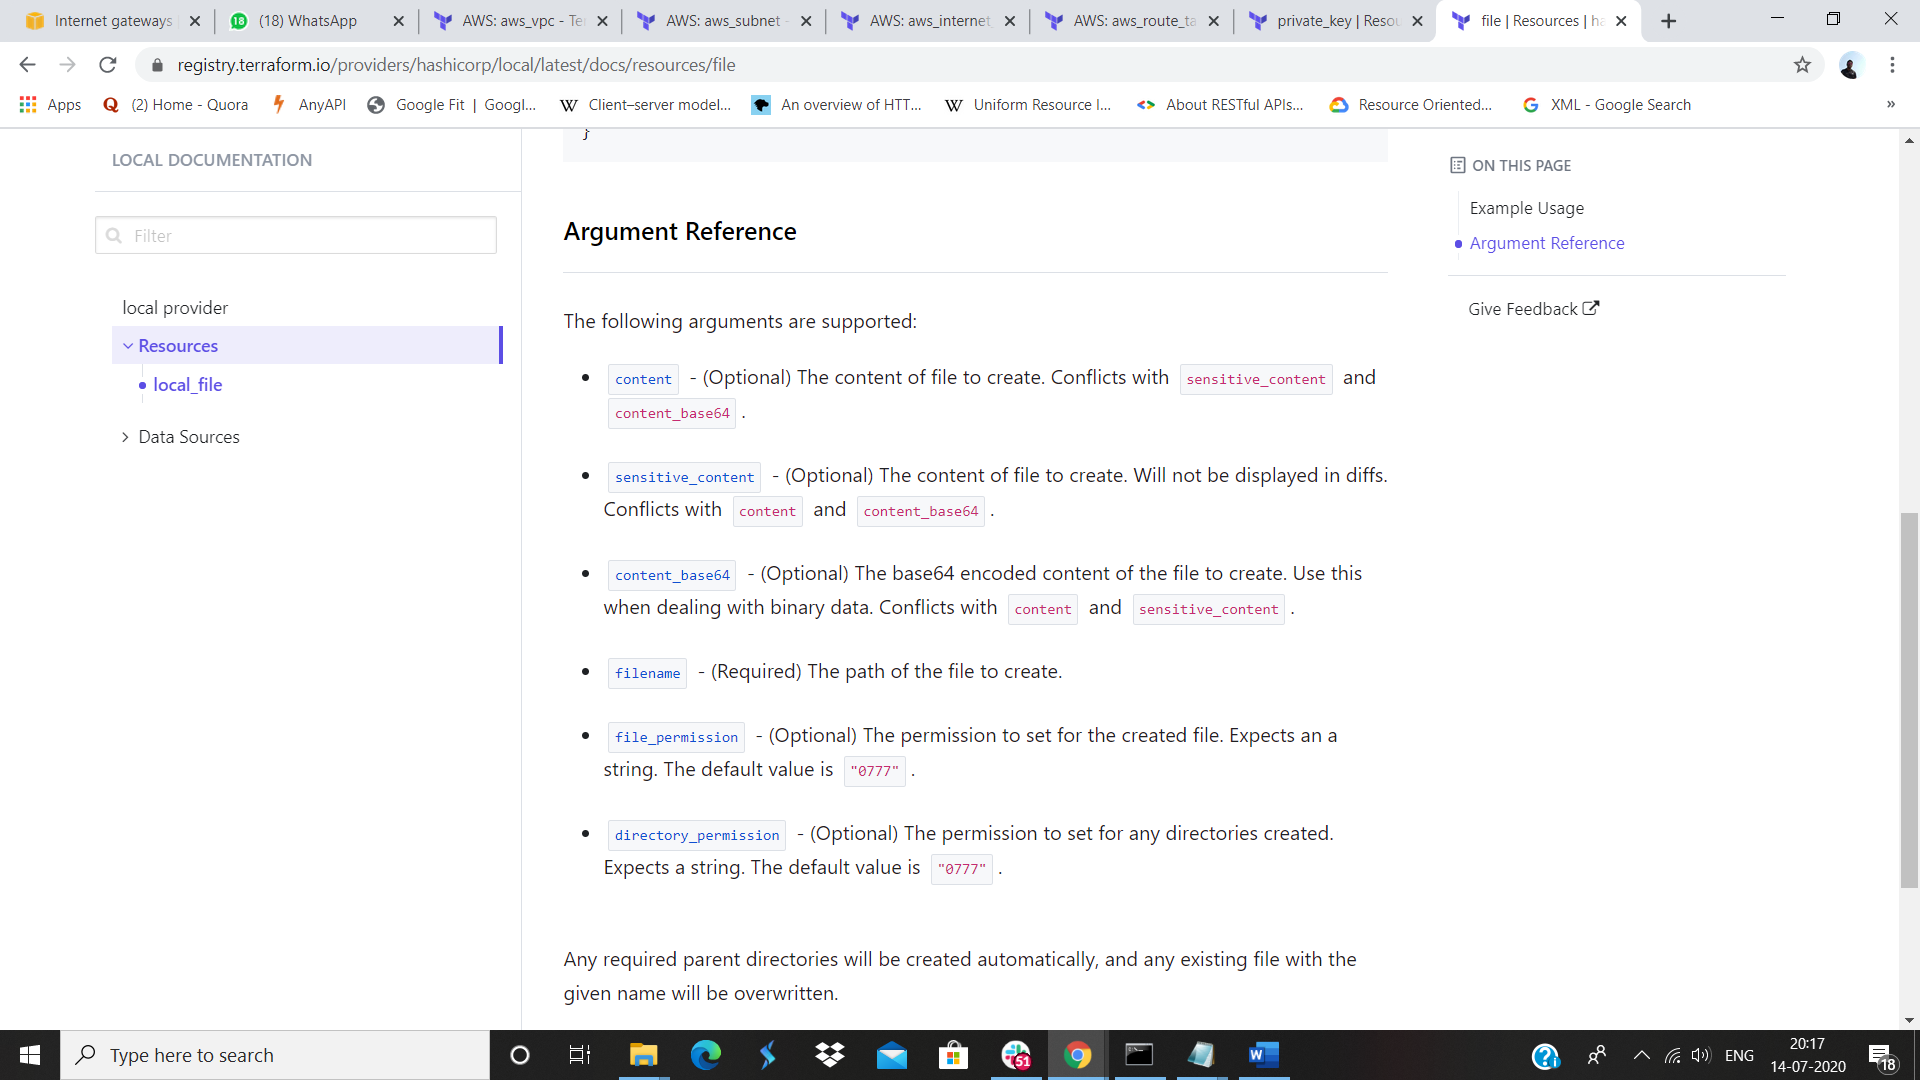 Internet gateways
(18) WhatsApp
AWS: aws_vpc - Te
AWS: aws_subnet -
AWS: aws_internet
AWS: aws_route_ta
private_key | Resou
file | Resources | ha
registry.terraform.io/providers/hashicorp/local/latest/docs/resources/file
Apps
(2) Home - Quora
AnyAPI
Google Fit | Googl...
Client–server model...
An overview of HTT...
Uniform Resource I...
About RESTful APIs...
Resource Oriented...
XML - Google Search
»
LOCAL DOCUMENTATION
Filter
local provider
Resources
local_file
Data Sources
}
Argument Reference
The following arguments are supported:
content - (Optional) The content of file to create. Conflicts with sensitive_content and
content_base64 .
sensitive_content - (Optional) The content of file to create. Will not be displayed in diffs.
Conflicts with content and content_base64 .
content_base64 - (Optional) The base64 encoded content of the file to create. Use this
when dealing with binary data. Conflicts with content and sensitive_content .
filename - (Required) The path of the file to create.
file_permission - (Optional) The permission to set for the created file. Expects an a
string. The default value is "0777" .
directory_permission - (Optional) The permission to set for any directories created.
Expects a string. The default value is "0777" .
Any required parent directories will be created automatically, and any existing file with the
given name will be overwritten.
ON THIS PAGE
Example Usage
Argument Reference
Give Feedback
Type here to search
51
ENG
20:17
14-07-2020
18